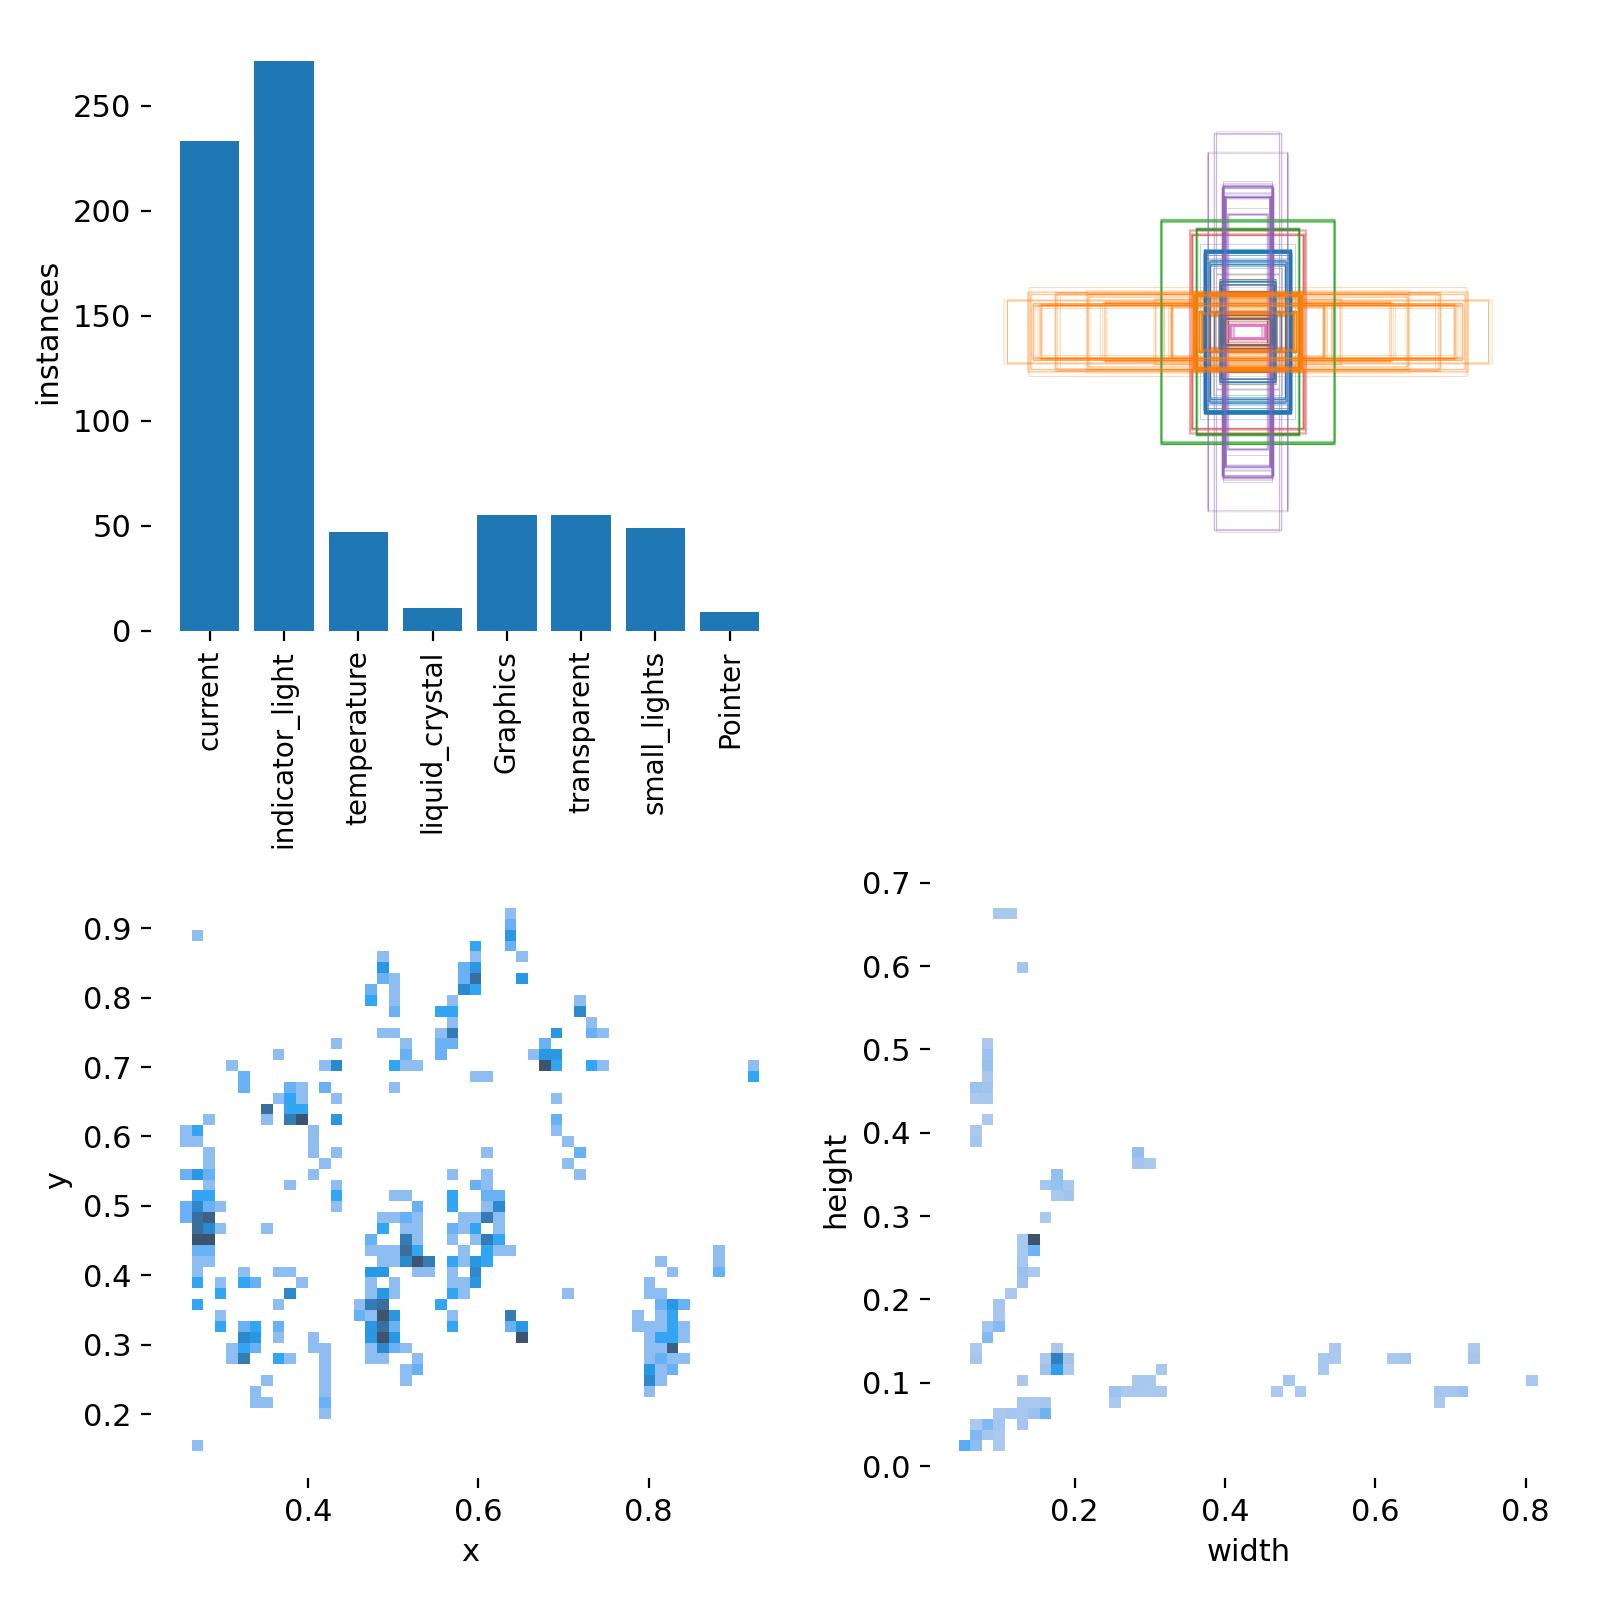 250
200
150
100
50
0
instances
current
indicator_light
temperature
liquid_crystal
Graphics
transparent
small_lights
Pointer
0.9
0.8
0.7
0.6
0.5
0.4
0.3
0.2
y
0.4 0.6 0.8
x
0.7
0.6
0.5
0.4
0.3
0.2
0.1
0.0
height
0.2 0.4 0.6 0.8
width